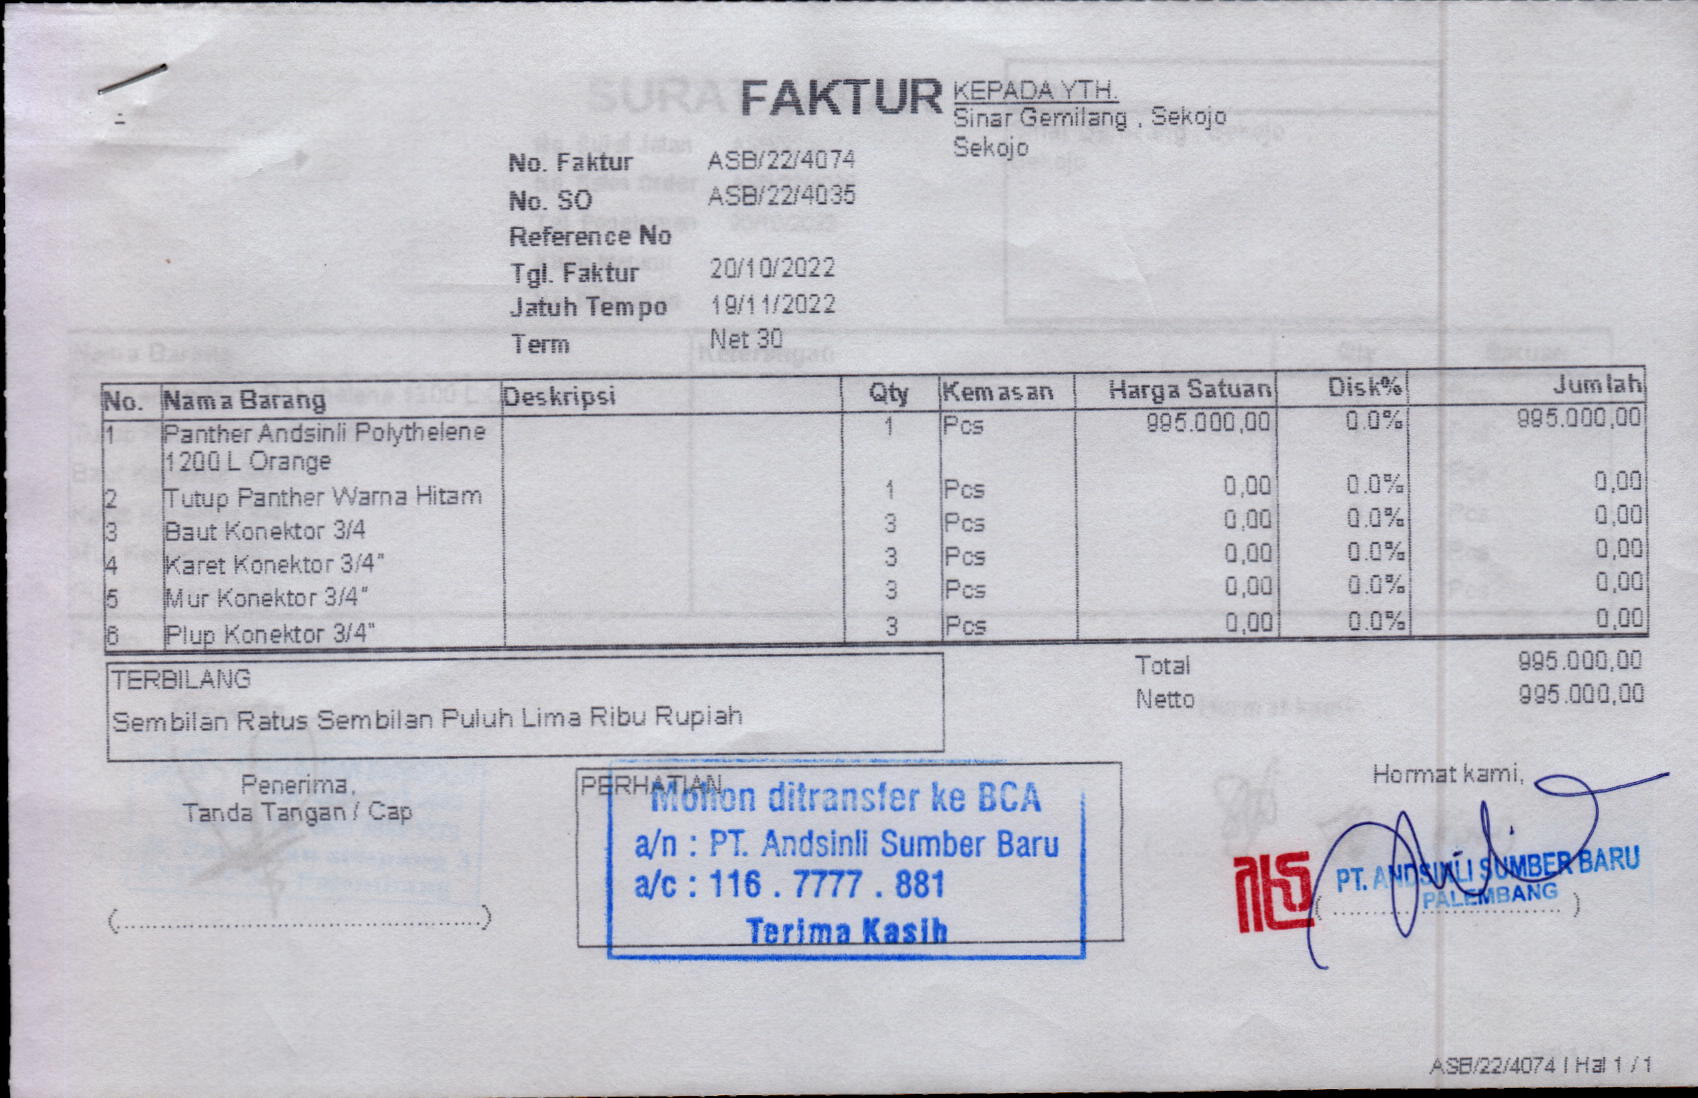 FAKTUR
KEPADA YTH.
Sinar Gemilang , Sekojo
Sekojo
No. Faktur ASB/22/4074
No. SO ASB/22/4035
Reference No
Tgl. Faktur 20/10/2022
Jatuh Tempo 19/11/2022
Term Net 30
No. Nama Barang Deskripsi Qty Kemasan Harga Satuan Disk% Jumlah
1 Panther Andsinli Polythelene 1 Pcs 995.000,00 0.0% 995.000,00
1200 L Orange
2 Tutup Panther Warna Hitam 1 Pcs 0,00 0.0% 0,00
3 Baut Konektor 3/4 3 Pcs 0,00 0.0% 0,00
4 Karet Konektor 3/4" 3 Pcs 0,00 0.0% 0,00
5 Mur Konektor 3/4" 3 Pcs 0,00 0.0% 0,00
6 Plup Konektor 3/4" 3 Pcs 0,00 0.0% 0,00
Total 995.000,00
Netto 995.000,00
TERBILANG
Sembilan Ratus Sembilan Puluh Lima Ribu Rupiah
Penerima,
Tanda Tangan / Cap
(..............................................)
PERHATIAN
Mohon ditransfer ke BCA
a/n : PT. Andsinli Sumber Baru
a/c : 116 . 7777 . 881
Terima Kasih
Hormat kami,
PT. ANDSINLI SUMBER BARU
PALEMBANG
ASB/22/4074 | Hal 1 / 1